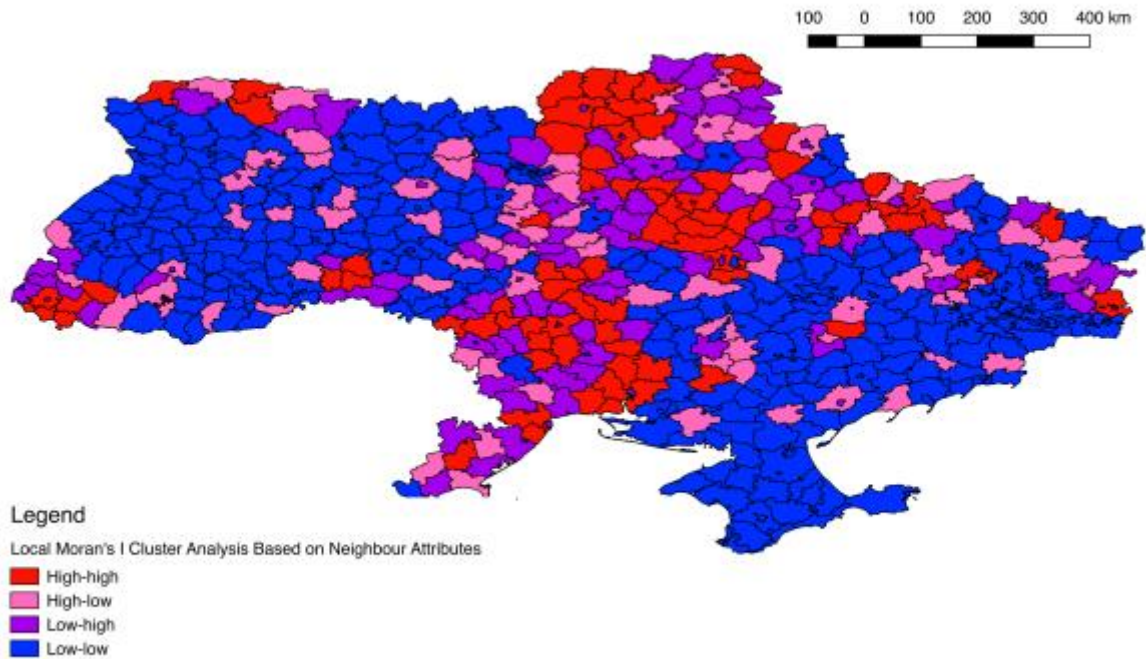 100 0 100 200 300 400 km
Legend
Local Moran's I Cluster Analysis Based on Neighbour Attributes
High-high
High-low
Low-high
Low-low